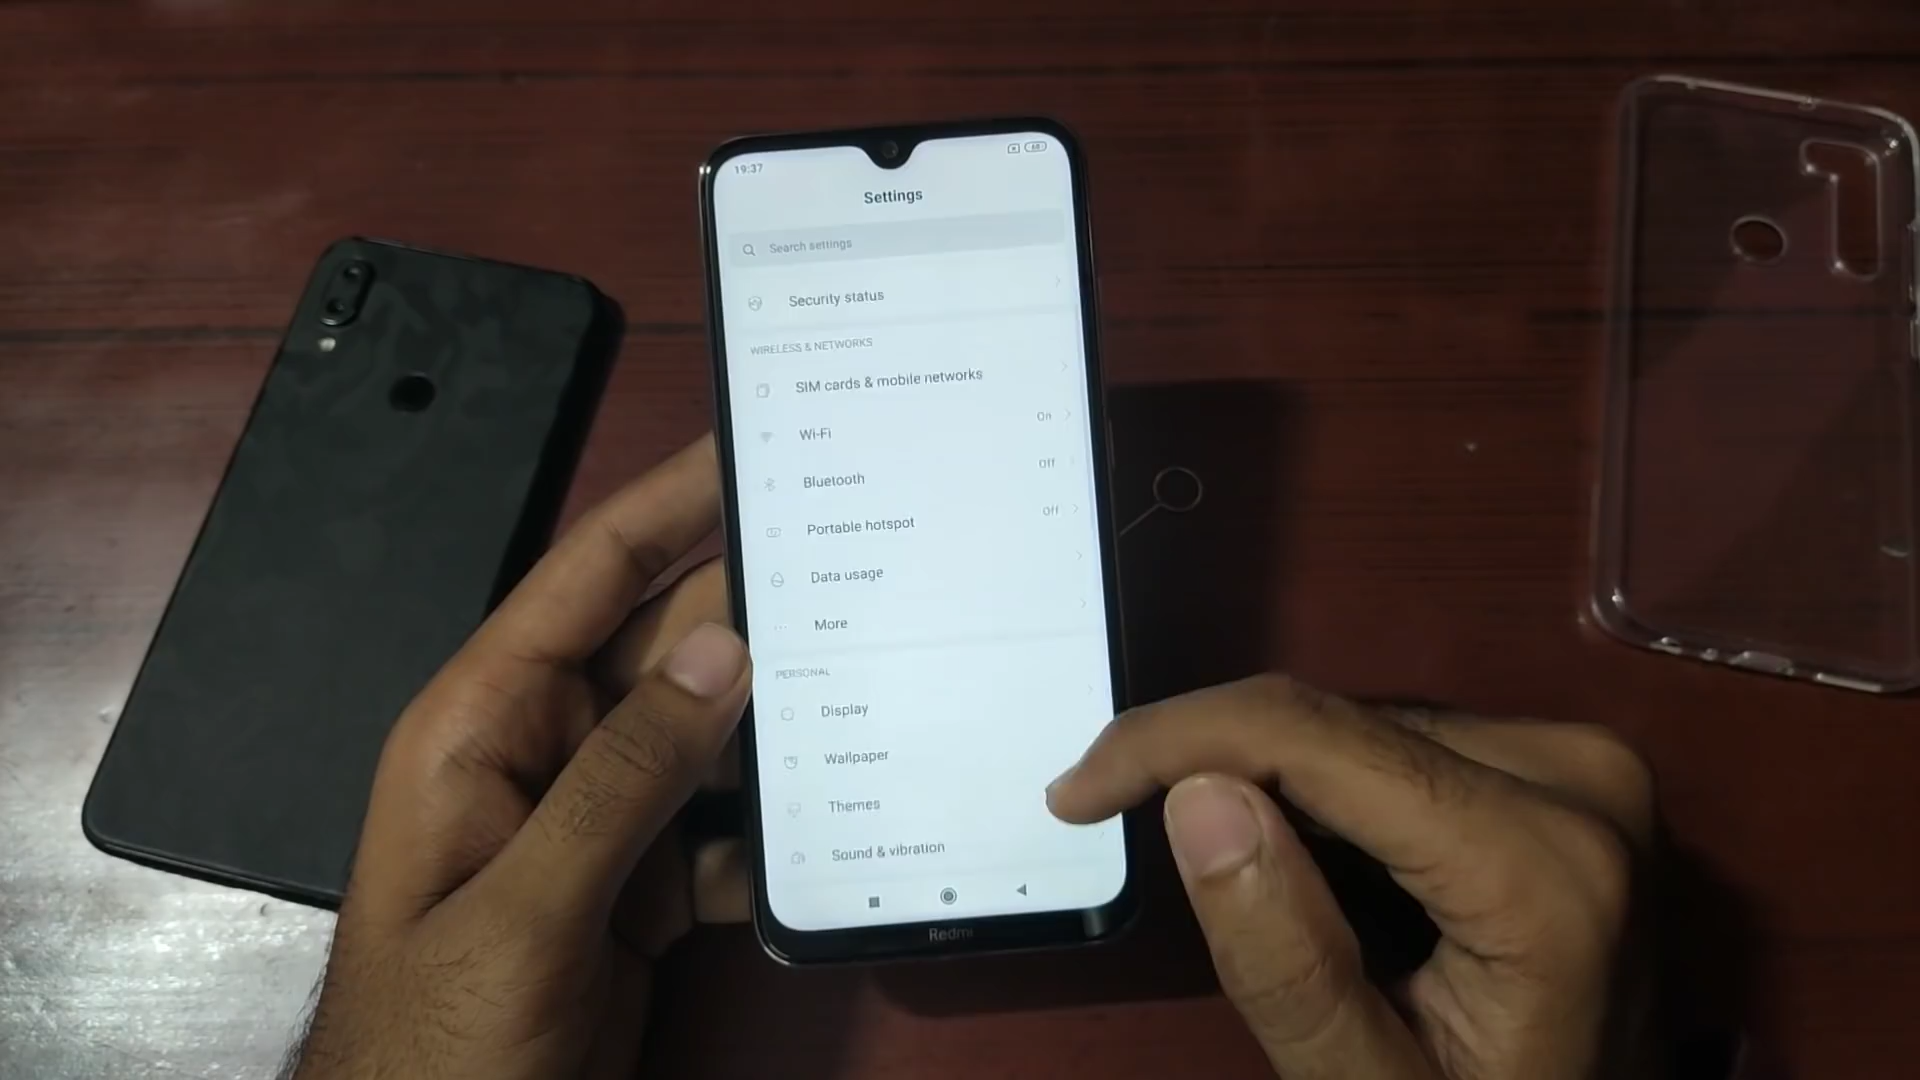 19:37
68
Settings
Search settings
Security status
WIRELESS & NETWORKS
SIM cards & mobile networks
Wi-Fi On
Bluetooth Off
Portable hotspot Off
Data usage
More
PERSONAL
Display
Wallpaper
Themes
Sound & vibration
Redmi